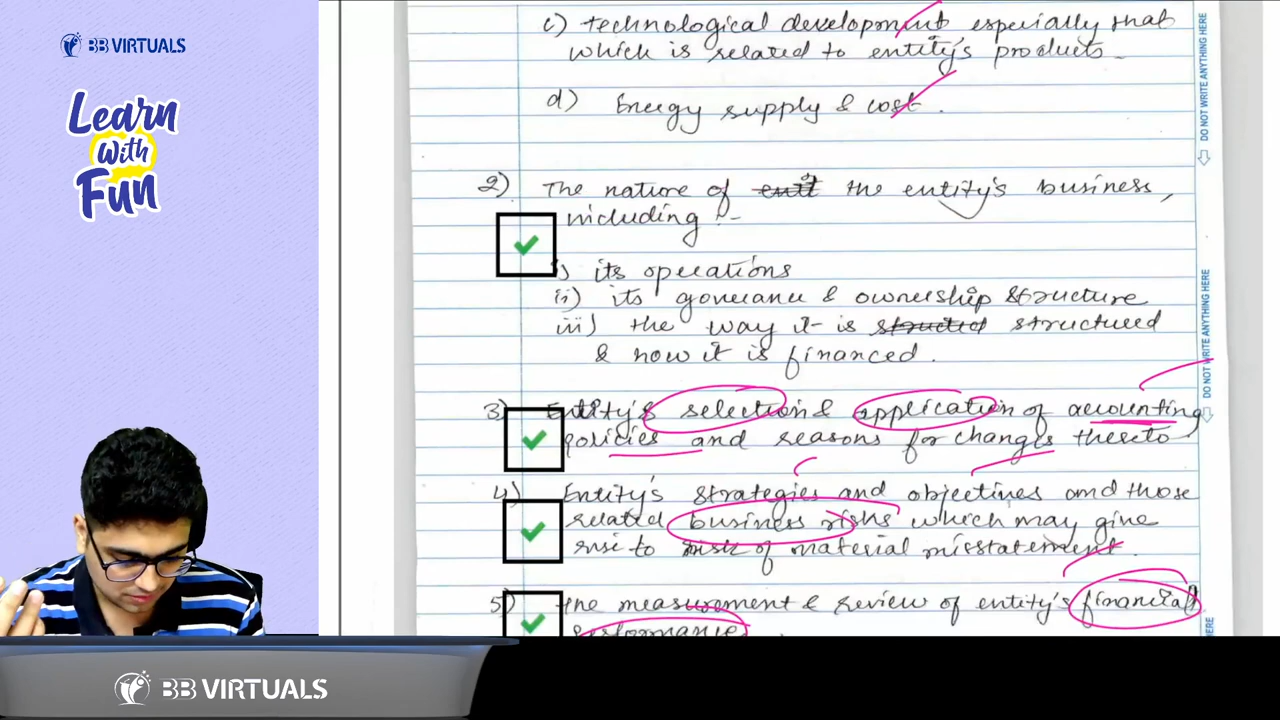 BB VIRTUALS
Learn
With
Fun
c) technological development especially that
which is related to entity's products
d) Energy supply & cost.
2) The nature of the entity's business,
including :-
i) its operations
ii) its goverance & ownership structure
iii) the way it is structed structured
& how it is financed.
3) Entity's selection & application of accounting
policies and reasons for changes thereto
4) Entity's strategies and objectives and those
related business risks which may give
rise to risk of material misstatement.
5) The measurement & review of entity's financial
performance
DO NOT WRITE ANYTHING HERE
DO NOT WRITE ANYTHING HERE
HERE
BB VIRTUALS